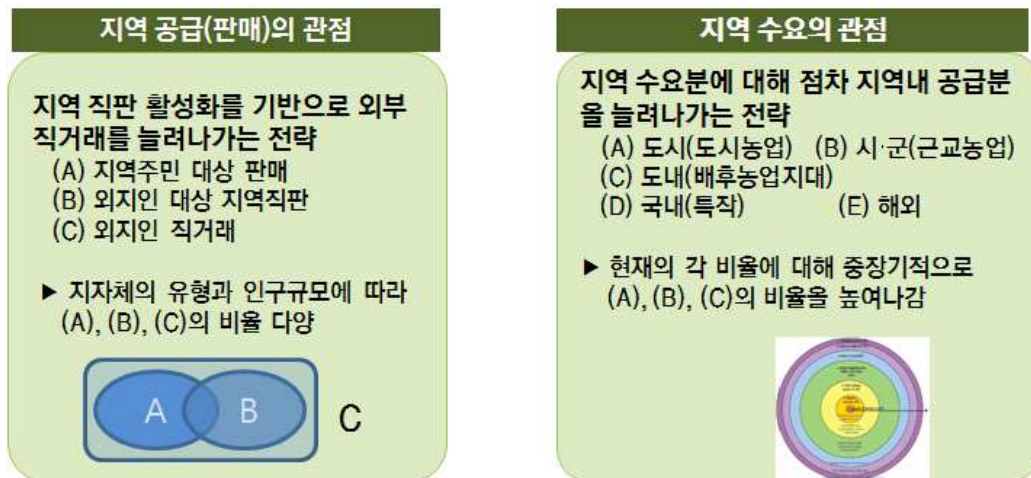 지역 공급(판매)의 관점
지역 직판 활성화를 기반으로 외부
직거래를 늘려나가는 전략
(A) 지역주민 대상 판매
(B) 외지인 대상 지역직판
(C) 외지인 직거래
▶ 지자체의 유형과 인구규모에 따라
(A), (B), (C)의 비율 다양
A B C
지역 수요의 관점
지역 수요분에 대해 점차 지역내 공급분
을 늘려나가는 전략
(A) 도시(도시농업) (B) 시·군(근교농업)
(C) 도내(배후농업지대)
(D) 국내(특작) (E) 해외
▶ 현재의 각 비율에 대해 중장기적으로
(A), (B), (C)의 비율을 높여나감